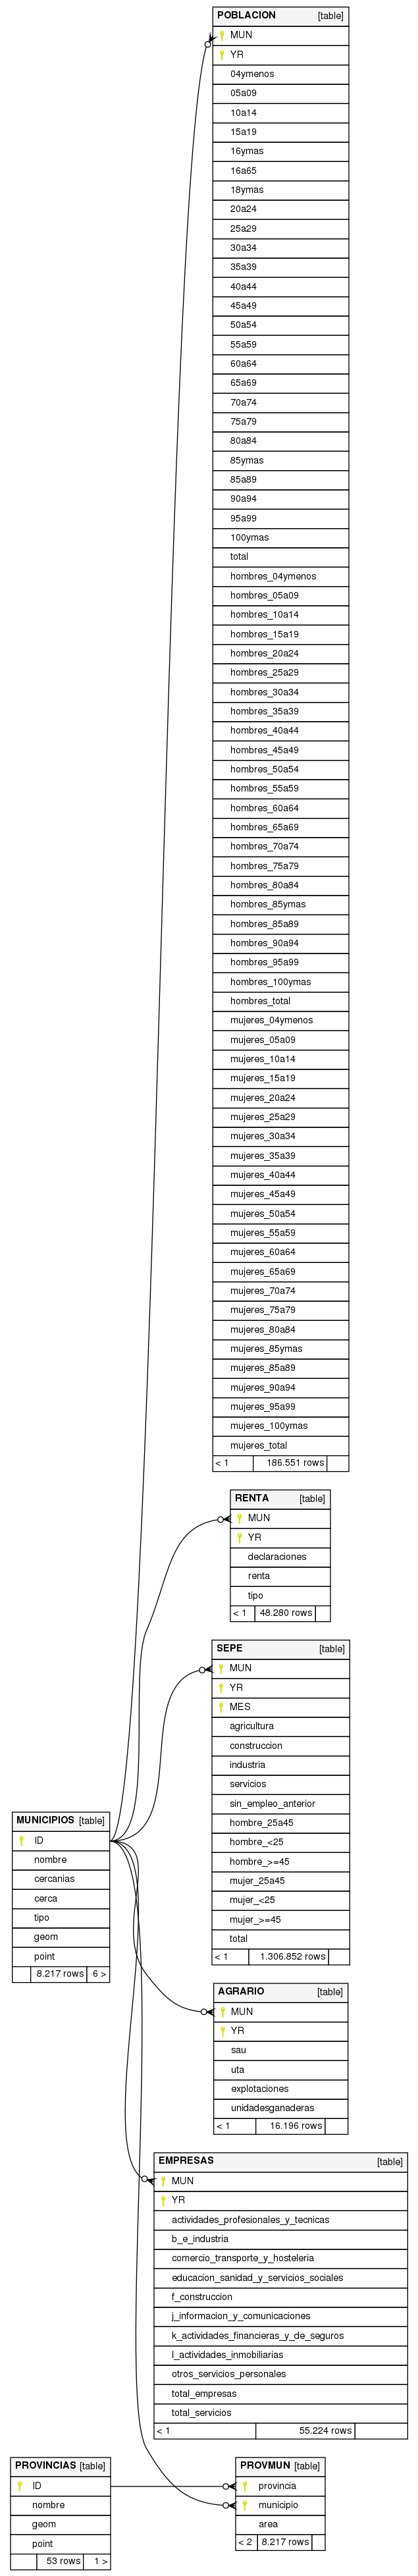 POBLACION [table]
MUN
YR
04ymenos
05a09
10a14
15a19
16ymas
16a65
18ymas
20a24
25a29
30a34
35a39
40a44
45a49
50a54
55a59
60a64
65a69
70a74
75a79
80a84
85ymas
85a89
90a94
95a99
100ymas
total
hombres_04ymenos
hombres_05a09
hombres_10a14
hombres_15a19
hombres_20a24
hombres_25a29
hombres_30a34
hombres_35a39
hombres_40a44
hombres_45a49
hombres_50a54
hombres_55a59
hombres_60a64
hombres_65a69
hombres_70a74
hombres_75a79
hombres_80a84
hombres_85ymas
hombres_85a89
hombres_90a94
hombres_95a99
hombres_100ymas
hombres_total
mujeres_04ymenos
mujeres_05a09
mujeres_10a14
mujeres_15a19
mujeres_20a24
mujeres_25a29
mujeres_30a34
mujeres_35a39
mujeres_40a44
mujeres_45a49
mujeres_50a54
mujeres_55a59
mujeres_60a64
mujeres_65a69
mujeres_70a74
mujeres_75a79
mujeres_80a84
mujeres_85ymas
mujeres_85a89
mujeres_90a94
mujeres_95a99
mujeres_100ymas
mujeres_total
< 1 186.551 rows
RENTA [table]
MUN
YR
declaraciones
renta
tipo
< 1 48.280 rows
SEPE [table]
MUN
YR
MES
agricultura
construccion
industria
servicios
sin_empleo_anterior
hombre_25a45
hombre_<25
hombre_>=45
mujer_25a45
mujer_<25
mujer_>=45
total
< 1 1.306.852 rows
MUNICIPIOS [table]
ID
nombre
cercanias
cerca
tipo
geom
point
8.217 rows 6 >
AGRARIO [table]
MUN
YR
sau
uta
explotaciones
unidadesganaderas
< 1 16.196 rows
EMPRESAS [table]
MUN
YR
actividades_profesionales_y_tecnicas
b_e_industria
comercio_transporte_y_hosteleria
educacion_sanidad_y_servicios_sociales
f_construccion
j_informacion_y_comunicaciones
k_actividades_financieras_y_de_seguros
l_actividades_inmobiliarias
otros_servicios_personales
total_empresas
total_servicios
< 1 55.224 rows
PROVINCIAS [table]
ID
nombre
geom
point
53 rows 1 >
PROVMUN [table]
provincia
municipio
area
< 2 8.217 rows